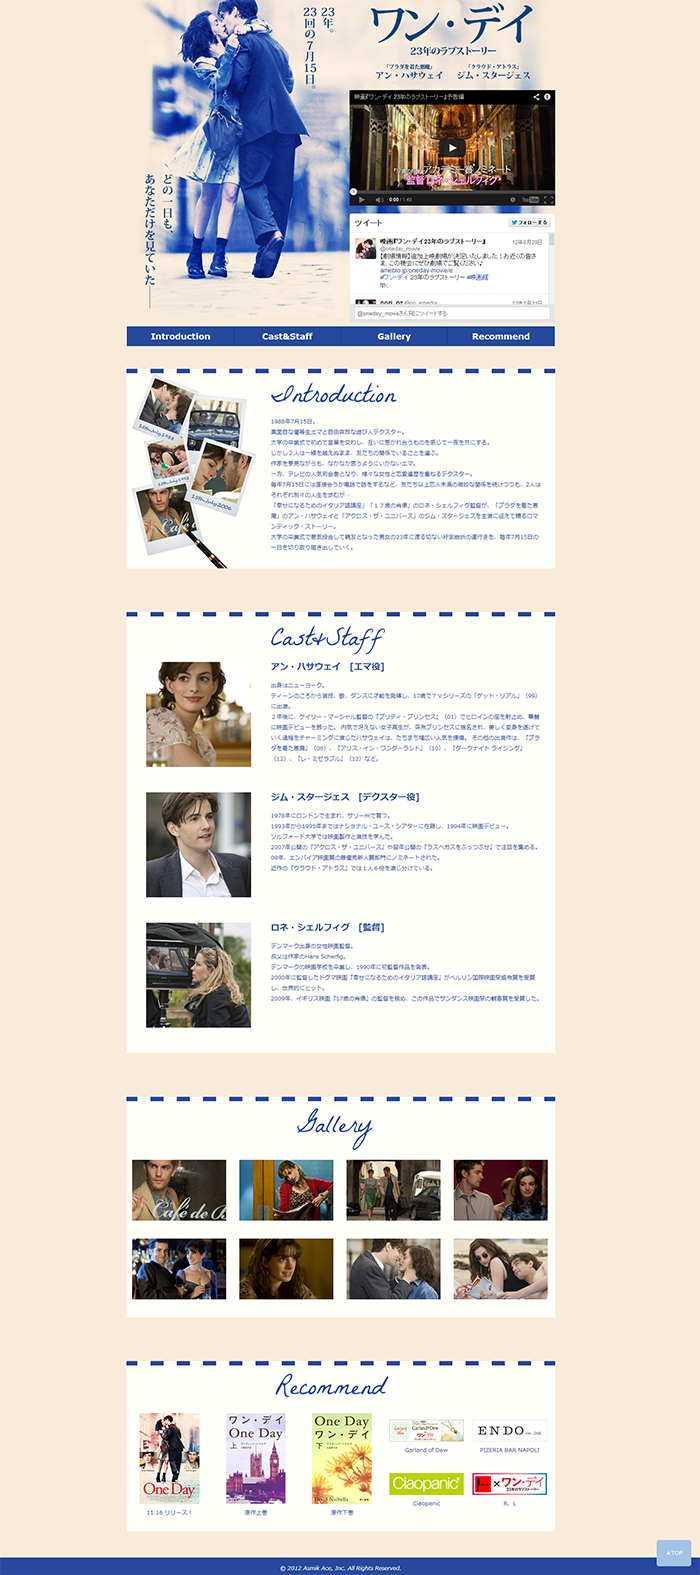 23年。
23回の7月15日。
どの一日も、
あなただけを見ていた——
ワン・デイ
23年のラブストーリー
『プラダを着た悪魔』
アン・ハサウェイ
『クラウド・アトラス』
ジム・スタージェス
映画『ワン・デイ 23年のラブストーリー』予告編
アカデミー賞ノミネート
監督 ロネ・シェルフィグ
0:00 / 1:43
YouTube
ツイート
フォローする
映画『ワン・デイ23年のラブストーリー』
@oneday_movie
12年8月29日
【劇場情報】追加上映劇場が決定いたしました！お近くの皆さ
ま、この機会にぜひ劇場でご覧ください♪
ameblo.jp/oneday-movie/e...
#ワン・デイ 23年のラブストーリー #映画館
開く
@oneday_movieさん宛にツイートする
Introduction
Cast&Staff
Gallery
Recommend
Introduction
15th July 1988
15th July 2006
1988年7月15日。
真面目な優等生エマと自由奔放な遊び人デクスター。
大学の卒業式で初めて言葉を交わし、互いに惹かれ合うものを感じて一夜を共にする。
しかし２人は一線を越えぬまま、友だちの関係でいることを選ぶ。
作家を夢見ながらも、なかなか思うようにいかないエマ。
一方、テレビの人気司会者となり、様々な女性と恋愛遍歴を重ねるデクスター。
毎年7月15日には直接会うか電話で話をするなど、友だち以上恋人未満の微妙な関係を続けつつも、2人は
それぞれ別々の人生を歩むが…
「幸せになるためのイタリア語講座」「１７歳の肖像」のロネ・シェルフィグ監督が、「プラダを着た悪
魔」のアン・ハサウェイと「アクロス・ザ・ユニバース」のジム・スタージェスを主演に迎えて贈るロマ
ンティック・ストーリー。
大学の卒業式で意気投合して親友となった男女の23年に渡る切ない紆余曲折の道行きを、毎年7月15日の
一日を切り取り描き出していく。
Cast&Staff
アン・ハサウェイ　[エマ役]
出身はニューヨーク。
ティーンのころから演技、歌、ダンスに才能を発揮し、17歳でＴＶシリーズの「ゲット・リアル」（99）
に出演。
２年後に、ゲイリー・マーシャル監督の『プリティ・プリンセス』（01）でヒロインの座を射止め、華麗
に映画デビューを飾った。 内気で冴えない女子高生が、突然プリンセスに指名され、美しく変身を遂げて
いく過程をチャーミングに演じたハサウェイは、たちまち幅広い人気を獲得。 その他の出演作は、『プラ
ダを着た悪魔』（06）、『アリス・イン・ワンダーランド』（10）、『ダークナイト ライジング』
（12）、『レ・ミゼラブル』（12）など。
ジム・スタージェス　[デクスター役]
1978年にロンドンで生まれ、サリー州で育つ。
1993年から1995年まではナショナル・ユース・シアターに在籍し、1994年に映画デビュー。
ソルフォード大学では映画製作と演技を学んだ。
2007年公開の『アクロス・ザ・ユニバース』や翌年公開の『ラスベガスをぶっつぶせ』で注目を集める。
09年、エンパイア映画賞の最優秀新人賞部門にノミネートされた。
近作の『クラウド・アトラス』では１人６役を演じ分けている。
ロネ・シェルフィグ　[監督]
デンマーク出身の女性映画監督。
叔父は作家のHans Scherfig。
デンマークの映画学校を卒業し、1990年に初監督作品を発表。
2000年に監督したドグマ映画『幸せになるためのイタリア語講座』がベルリン国際映画祭銀熊賞を受賞
し、世界的にヒット。
2009年、イギリス映画『17歳の肖像』の監督を務め、この作品でサンダンス映画祭の観客賞を受賞した。
Gallery
Café de
Recommend
One Day
11.16 リリース！
ワン・デイ
One Day
上
原作上巻
One Day
ワン・デイ
下
David Nicholls
原作下巻
Garland of Dew
ワン・デイ
Garland of Dew
ENDO co.,ltd.
PIZERIA BAR NAPOLI
Ciaopanic
Ciaopanic
×ワン・デイ
23年のラブストーリー
R．L
▲TOP
© 2012 Asmik Ace, Inc. All Rights Reserved.